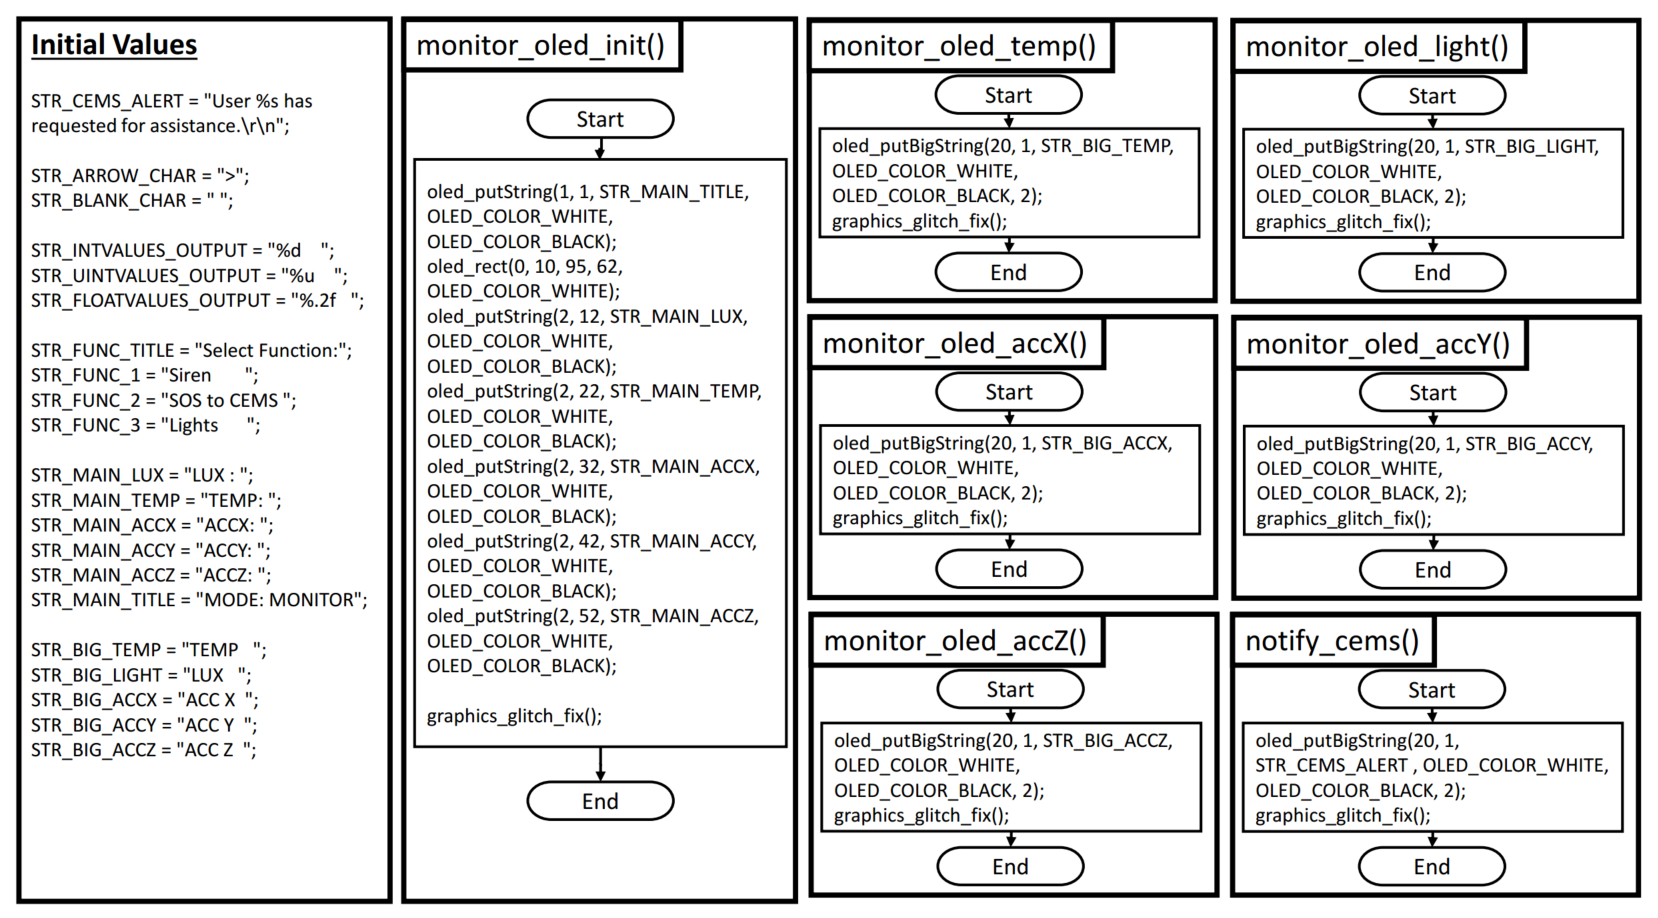 Initial Values
STR_CEMS_ALERT = "User %s has
requested for assistance.\r\n";
STR_ARROW_CHAR = ">";
STR_BLANK_CHAR = " ";
STR_INTVALUES_OUTPUT = "%d    ";
STR_UINTVALUES_OUTPUT = "%u    ";
STR_FLOATVALUES_OUTPUT = "%.2f   ";
STR_FUNC_TITLE = "Select Function:";
STR_FUNC_1 = "Siren       ";
STR_FUNC_2 = "SOS to CEMS ";
STR_FUNC_3 = "Lights      ";
STR_MAIN_LUX = "LUX : ";
STR_MAIN_TEMP = "TEMP: ";
STR_MAIN_ACCX = "ACCX: ";
STR_MAIN_ACCY = "ACCY: ";
STR_MAIN_ACCZ = "ACCZ: ";
STR_MAIN_TITLE = "MODE: MONITOR";
STR_BIG_TEMP = "TEMP   ";
STR_BIG_LIGHT = "LUX   ";
STR_BIG_ACCX = "ACC X  ";
STR_BIG_ACCY = "ACC Y  ";
STR_BIG_ACCZ = "ACC Z  ";
monitor_oled_init()
Start
oled_putString(1, 1, STR_MAIN_TITLE,
OLED_COLOR_WHITE,
OLED_COLOR_BLACK);
oled_rect(0, 10, 95, 62,
OLED_COLOR_WHITE);
oled_putString(2, 12, STR_MAIN_LUX,
OLED_COLOR_WHITE,
OLED_COLOR_BLACK);
oled_putString(2, 22, STR_MAIN_TEMP,
OLED_COLOR_WHITE,
OLED_COLOR_BLACK);
oled_putString(2, 32, STR_MAIN_ACCX,
OLED_COLOR_WHITE,
OLED_COLOR_BLACK);
oled_putString(2, 42, STR_MAIN_ACCY,
OLED_COLOR_WHITE,
OLED_COLOR_BLACK);
oled_putString(2, 52, STR_MAIN_ACCZ,
OLED_COLOR_WHITE,
OLED_COLOR_BLACK);
graphics_glitch_fix();
End
monitor_oled_temp()
Start
oled_putBigString(20, 1, STR_BIG_TEMP,
OLED_COLOR_WHITE,
OLED_COLOR_BLACK, 2);
graphics_glitch_fix();
End
monitor_oled_light()
Start
oled_putBigString(20, 1, STR_BIG_LIGHT,
OLED_COLOR_WHITE,
OLED_COLOR_BLACK, 2);
graphics_glitch_fix();
End
monitor_oled_accX()
Start
oled_putBigString(20, 1, STR_BIG_ACCX,
OLED_COLOR_WHITE,
OLED_COLOR_BLACK, 2);
graphics_glitch_fix();
End
monitor_oled_accY()
Start
oled_putBigString(20, 1, STR_BIG_ACCY,
OLED_COLOR_WHITE,
OLED_COLOR_BLACK, 2);
graphics_glitch_fix();
End
monitor_oled_accZ()
Start
oled_putBigString(20, 1, STR_BIG_ACCZ,
OLED_COLOR_WHITE,
OLED_COLOR_BLACK, 2);
graphics_glitch_fix();
End
notify_cems()
Start
oled_putBigString(20, 1,
STR_CEMS_ALERT , OLED_COLOR_WHITE,
OLED_COLOR_BLACK, 2);
graphics_glitch_fix();
End